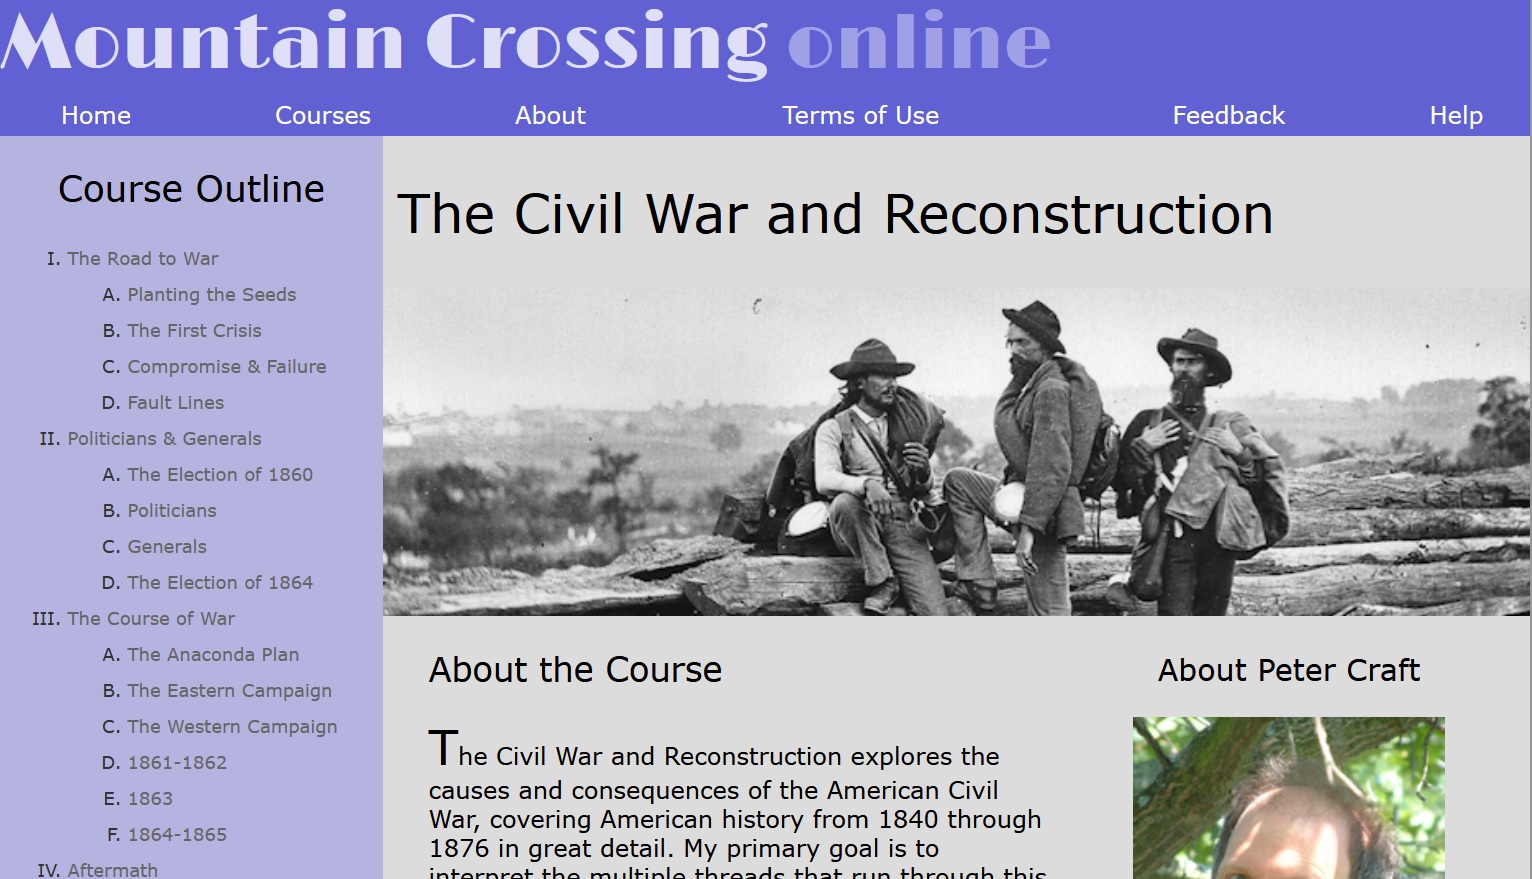 Mountain Crossing online
Home Courses About Terms of Use Feedback Help
Course Outline
I. The Road to War
A. Planting the Seeds
B. The First Crisis
C. Compromise & Failure
D. Fault Lines
II. Politicians & Generals
A. The Election of 1860
B. Politicians
C. Generals
D. The Election of 1864
III. The Course of War
A. The Anaconda Plan
B. The Eastern Campaign
C. The Western Campaign
D. 1861-1862
E. 1863
F. 1864-1865
IV. Aftermath
The Civil War and Reconstruction
About the Course
The Civil War and Reconstruction explores the
causes and consequences of the American Civil
War, covering American history from 1840 through
1876 in great detail. My primary goal is to
interpret the multiple threads that run through this
About Peter Craft